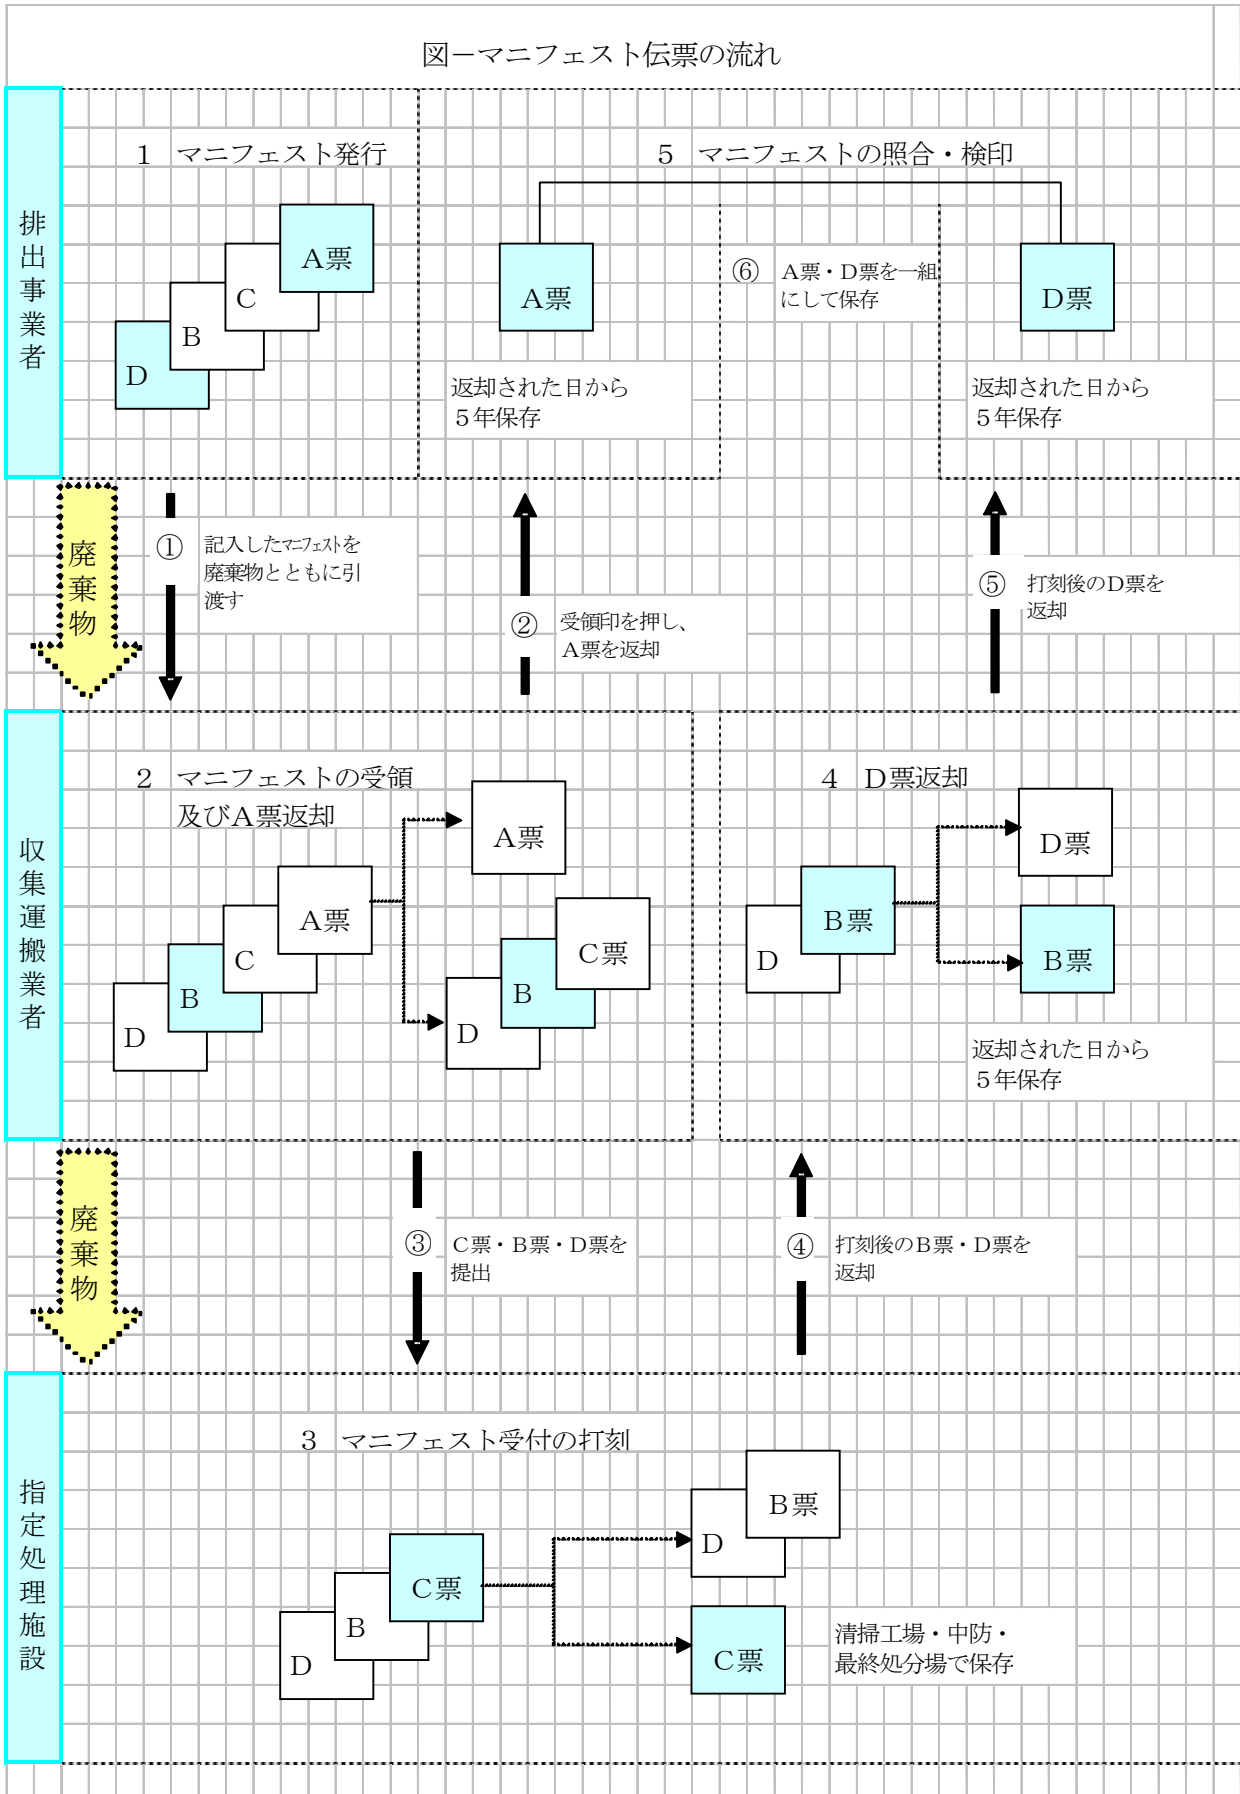 図－マニフェスト伝票の流れ
排出事業者
１　マニフェスト発行
A票
C
B
D
５　マニフェストの照合・検印
A票
返却された日から
５年保存
⑥　A票・D票を一組
にして保存
D票
返却された日から
５年保存
廃棄物
①　記入したマニフェストを
廃棄物とともに引
渡す
②　受領印を押し、
A票を返却
⑤　打刻後のD票を
返却
収集運搬業者
２　マニフェストの受領
及びA票返却
A票
C
B
D
A票
C票
B
D
４　D票返却
B票
D
D票
B票
返却された日から
５年保存
廃棄物
③　C票・B票・D票を
提出
④　打刻後のB票・D票を
返却
指定処理施設
３　マニフェスト受付の打刻
C票
B
D
B票
D
C票
清掃工場・中防・
最終処分場で保存